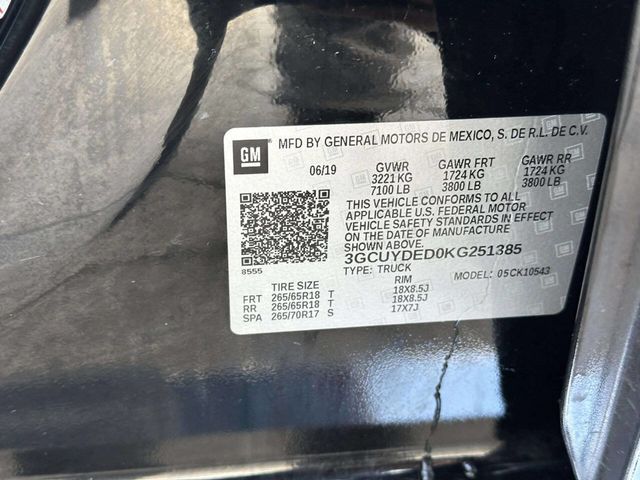 GM
MFD BY GENERAL MOTORS DE MEXICO, S. DE R.L. DE C.V.
06/19 GVWR GAWR FRT GAWR RR
3221 KG 1724 KG 1724 KG
7100 LB 3800 LB 3800 LB
THIS VEHICLE CONFORMS TO ALL
APPLICABLE U.S. FEDERAL MOTOR
VEHICLE SAFETY STANDARDS IN EFFECT
ON THE DATE OF MANUFACTURE
SHOWN ABOVE.
3GCUYDED0KG251385
8555
TYPE: TRUCK MODEL: 05CK10543
TIRE SIZE RIM
FRT 265/65R18 T 18X8.5J
RR 265/65R18 T 18X8.5J
SPA 265/70R17 S 17X7J